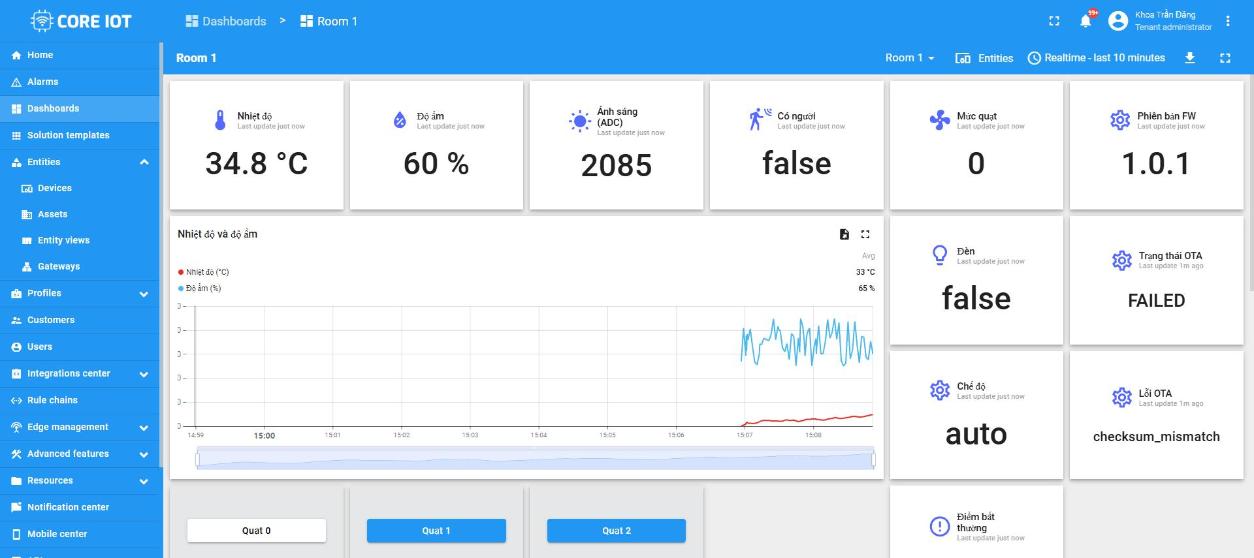 CORE IOT
Dashboards > Room 1
99+
Khoa Trần Đăng
Tenant administrator
Home
Alarms
Dashboards
Solution templates
Entities
Devices
Assets
Entity views
Gateways
Profiles
Customers
Users
Integrations center
Rule chains
Edge management
Advanced features
Resources
Notification center
Mobile center
Room 1
Room 1
Entities
Realtime - last 10 minutes
Nhiệt độ
Last update just now
34.8 °C
Độ ẩm
Last update just now
60 %
Ánh sáng
(ADC)
Last update just now
2085
Có người
Last update just now
false
Mức quạt
Last update just now
0
Phiên bản FW
Last update just now
1.0.1
Nhiệt độ và độ ẩm
Avg
Nhiệt độ (°C) 33 °C
Độ ẩm (%) 65 %
14:59 15:00 15:01 15:02 15:03 15:04 15:05 15:06 15:07 15:08
Đèn
Last update just now
false
Trạng thái OTA
Last update 1m ago
FAILED
Chế độ
Last update just now
auto
Lỗi OTA
Last update 1m ago
checksum_mismatch
Quat 0
Quat 1
Quat 2
Điểm bất
thường
Last update just now